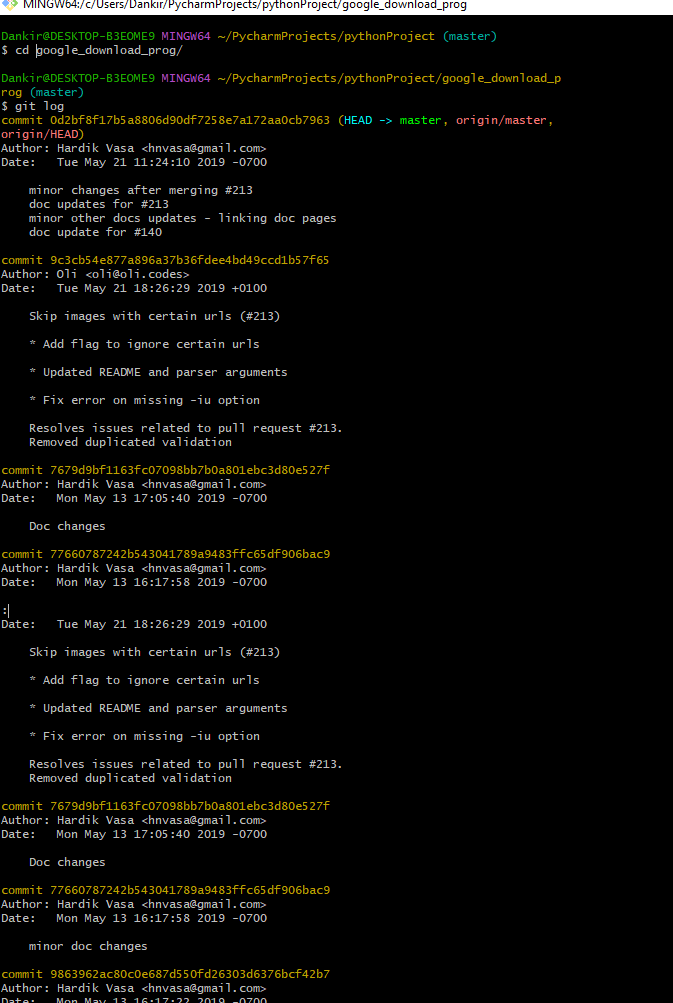 MINGW64:/c/Users/Dankir/PycharmProjects/pythonProject/google_download_prog
Dankir@DESKTOP-B3EOME9 MINGW64 ~/PycharmProjects/pythonProject (master)
$ cd google_download_prog/
Dankir@DESKTOP-B3EOME9 MINGW64 ~/PycharmProjects/pythonProject/google_download_p
rog (master)
$ git log
commit 0d2bf8f17b5a8806d90df7258e7a172aa0cb7963 (HEAD -> master, origin/master,
origin/HEAD)
Author: Hardik Vasa <hnvasa@gmail.com>
Date:   Tue May 21 11:24:10 2019 -0700
minor changes after merging #213
doc updates for #213
minor other docs updates - linking doc pages
doc update for #140
commit 9c3cb54e877a896a37b36fdee4bd49ccd1b57f65
Author: Oli <oli@oli.codes>
Date:   Tue May 21 18:26:29 2019 +0100
Skip images with certain urls (#213)
* Add flag to ignore certain urls
* Updated README and parser arguments
* Fix error on missing -iu option
Resolves issues related to pull request #213.
Removed duplicated validation
commit 7679d9bf1163fc07098bb7b0a801ebc3d80e527f
Author: Hardik Vasa <hnvasa@gmail.com>
Date:   Mon May 13 17:05:40 2019 -0700
Doc changes
commit 77660787242b543041789a9483ffc65df906bac9
Author: Hardik Vasa <hnvasa@gmail.com>
Date:   Mon May 13 16:17:58 2019 -0700
:
Date:   Tue May 21 18:26:29 2019 +0100
Skip images with certain urls (#213)
* Add flag to ignore certain urls
* Updated README and parser arguments
* Fix error on missing -iu option
Resolves issues related to pull request #213.
Removed duplicated validation
commit 7679d9bf1163fc07098bb7b0a801ebc3d80e527f
Author: Hardik Vasa <hnvasa@gmail.com>
Date:   Mon May 13 17:05:40 2019 -0700
Doc changes
commit 77660787242b543041789a9483ffc65df906bac9
Author: Hardik Vasa <hnvasa@gmail.com>
Date:   Mon May 13 16:17:58 2019 -0700
minor doc changes
commit 9863962ac80c0e687d550fd26303d6376bcf42b7
Author: Hardik Vasa <hnvasa@gmail.com>
Date:   Mon May 13 16:17:22 2019 -0700